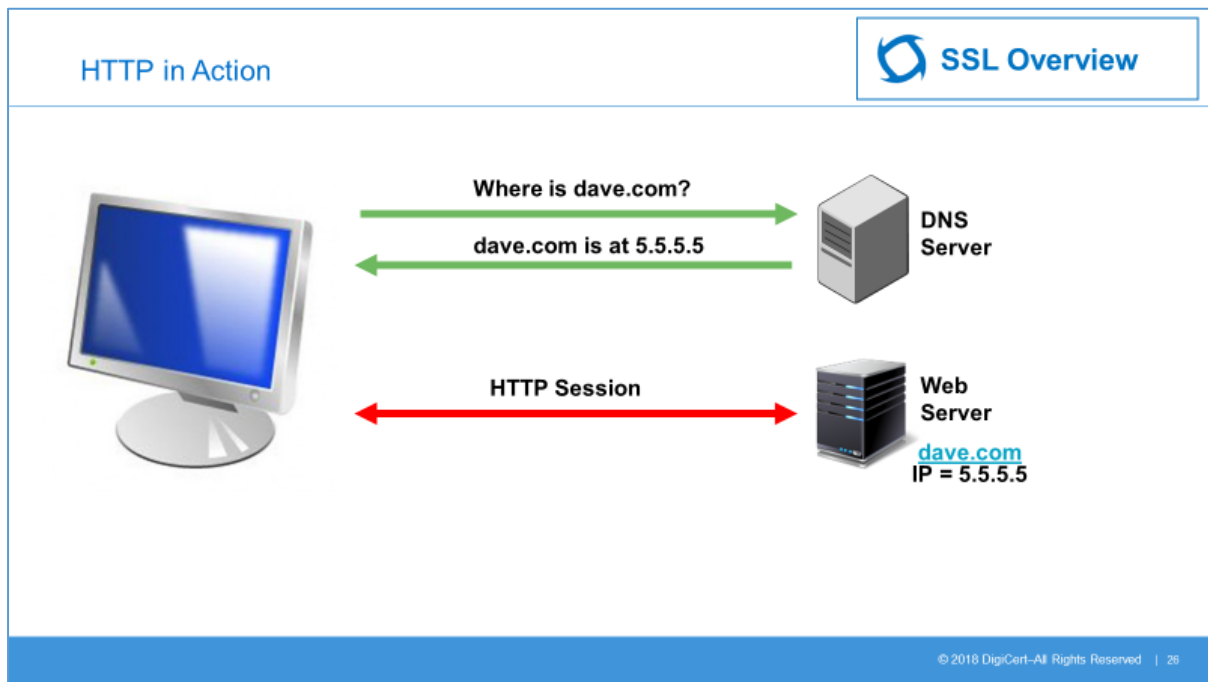 HTTP in Action
SSL Overview
Where is dave.com?
dave.com is at 5.5.5.5
DNS
Server
HTTP Session
Web
Server
dave.com
IP = 5.5.5.5
© 2018 DigiCert–All Rights Reserved | 26